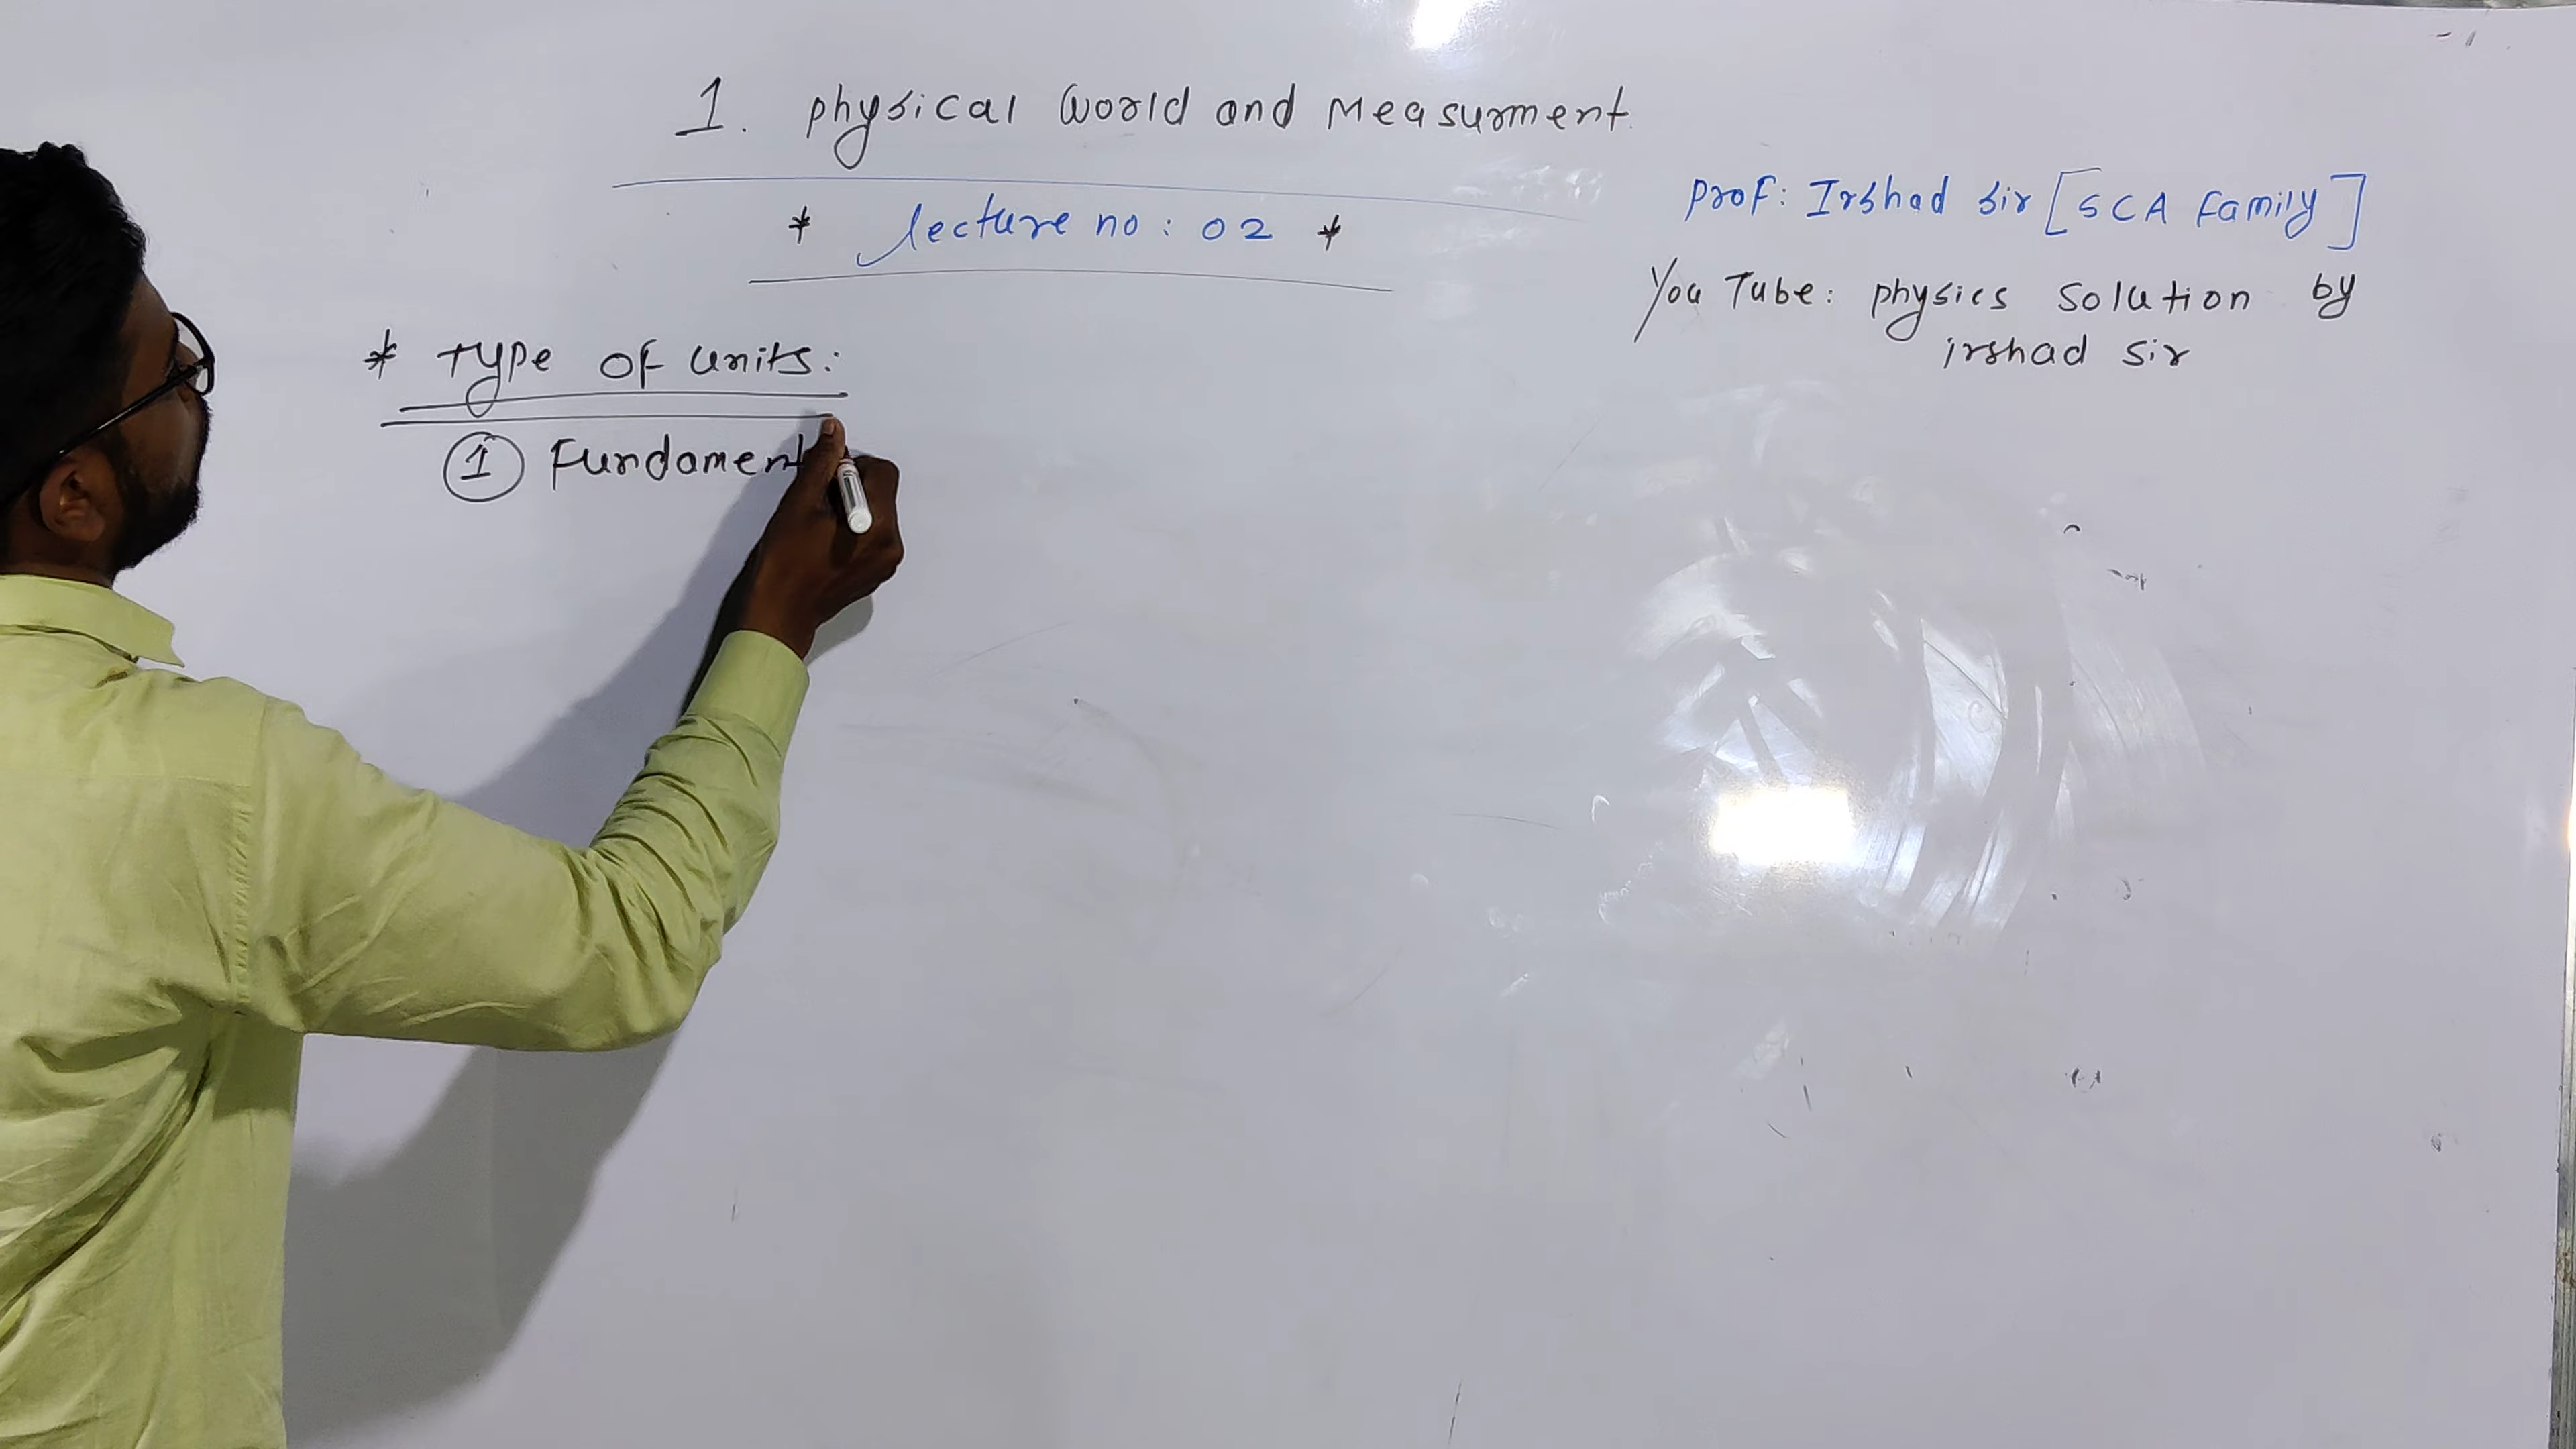 1. physical world and Measurment
* lecture no: 02 *
Prof: Irshad sir [SCA Family]
You Tube: physics solution by
irshad sir
* Type of units:
① Fundament